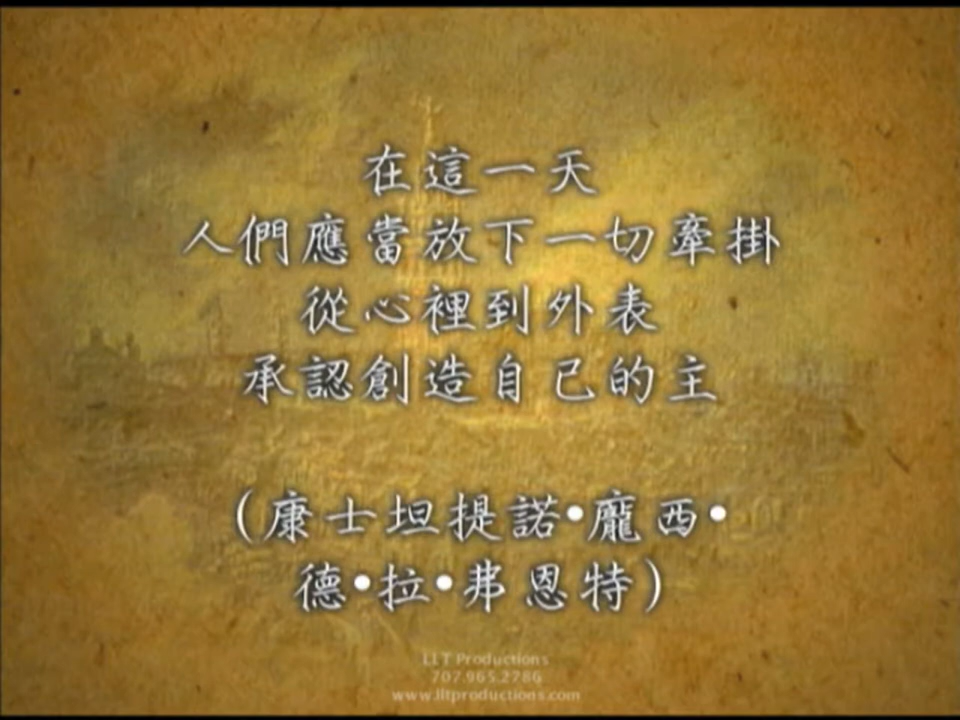 在這一天
人們應當放下一切牽掛
從心裡到外表
承認創造自己的主
(康士坦提諾•龐西•
德•拉•弗恩特)
LLT Productions
707.965.2786
www.lltproductions.com